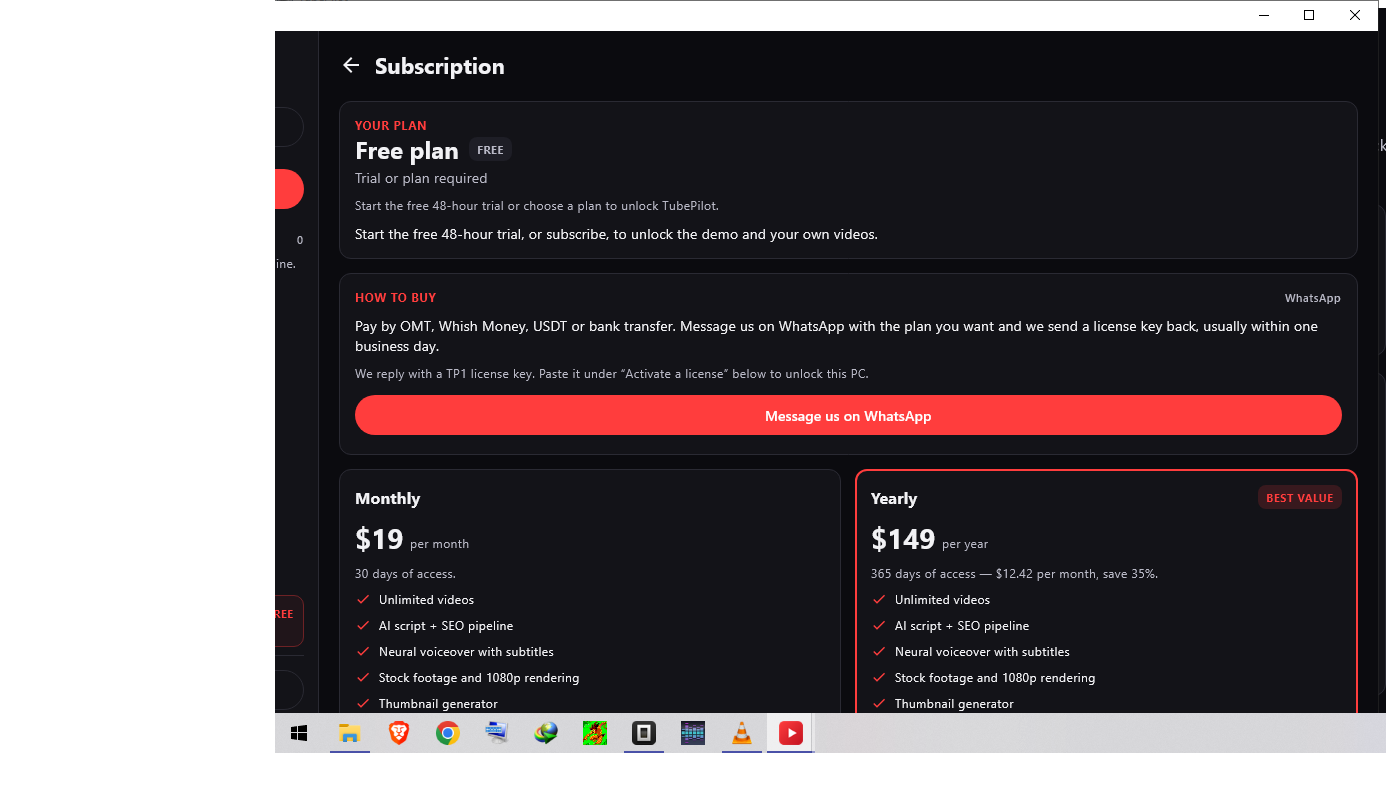 Subscription
YOUR PLAN
Free plan FREE
Trial or plan required
Start the free 48-hour trial or choose a plan to unlock TubePilot.
Start the free 48-hour trial, or subscribe, to unlock the demo and your own videos.
0
ine.
HOW TO BUY
WhatsApp
Pay by OMT, Whish Money, USDT or bank transfer. Message us on WhatsApp with the plan you want and we send a license key back, usually within one
business day.
We reply with a TP1 license key. Paste it under “Activate a license” below to unlock this PC.
Message us on WhatsApp
Monthly
$19 per month
30 days of access.
Unlimited videos
AI script + SEO pipeline
Neural voiceover with subtitles
Stock footage and 1080p rendering
Thumbnail generator
Yearly
BEST VALUE
$149 per year
365 days of access — $12.42 per month, save 35%.
Unlimited videos
AI script + SEO pipeline
Neural voiceover with subtitles
Stock footage and 1080p rendering
Thumbnail generator
REE